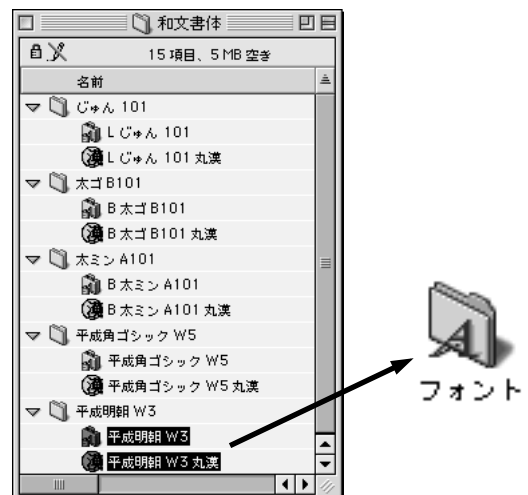 和文書体
15 項目、5 MB 空き
名前
じゅん 101
L じゅん 101
L じゅん 101 丸漢
太ゴ B101
B 太ゴ B101
B 太ゴ B101 丸漢
太ミン A101
B 太ミン A101
B 太ミン A101 丸漢
平成角ゴシック W5
平成角ゴシック W5
平成角ゴシック W5 丸漢
平成明朝 W3
平成明朝 W3
平成明朝 W3 丸漢
フォント